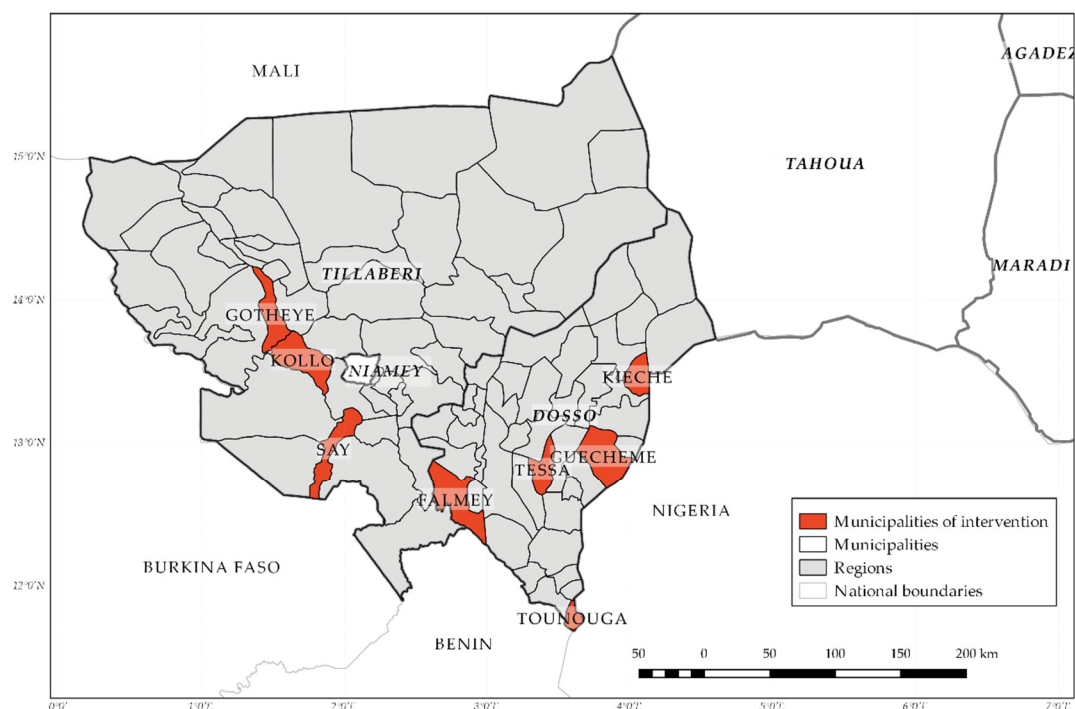 MALI
AGADEZ
15°0'N
TAHOUA
MARADI
TILLABERI
14°0'N
GOTHEYE
KOLLO
NIAMEY
KIECHE
DOSSO
13°0'N
SAY
GUECHEME
TESSA
FALMEY
NIGERIA
Municipalities of intervention
Municipalities
Regions
National boundaries
BURKINA FASO
12°0'N
TOUNOUGA
BENIN
50 0 50 100 150 200 km
0°0' 1°0'E 2°0'E 3°0'E 4°0'E 5°0'E 6°0'E 7°0'E